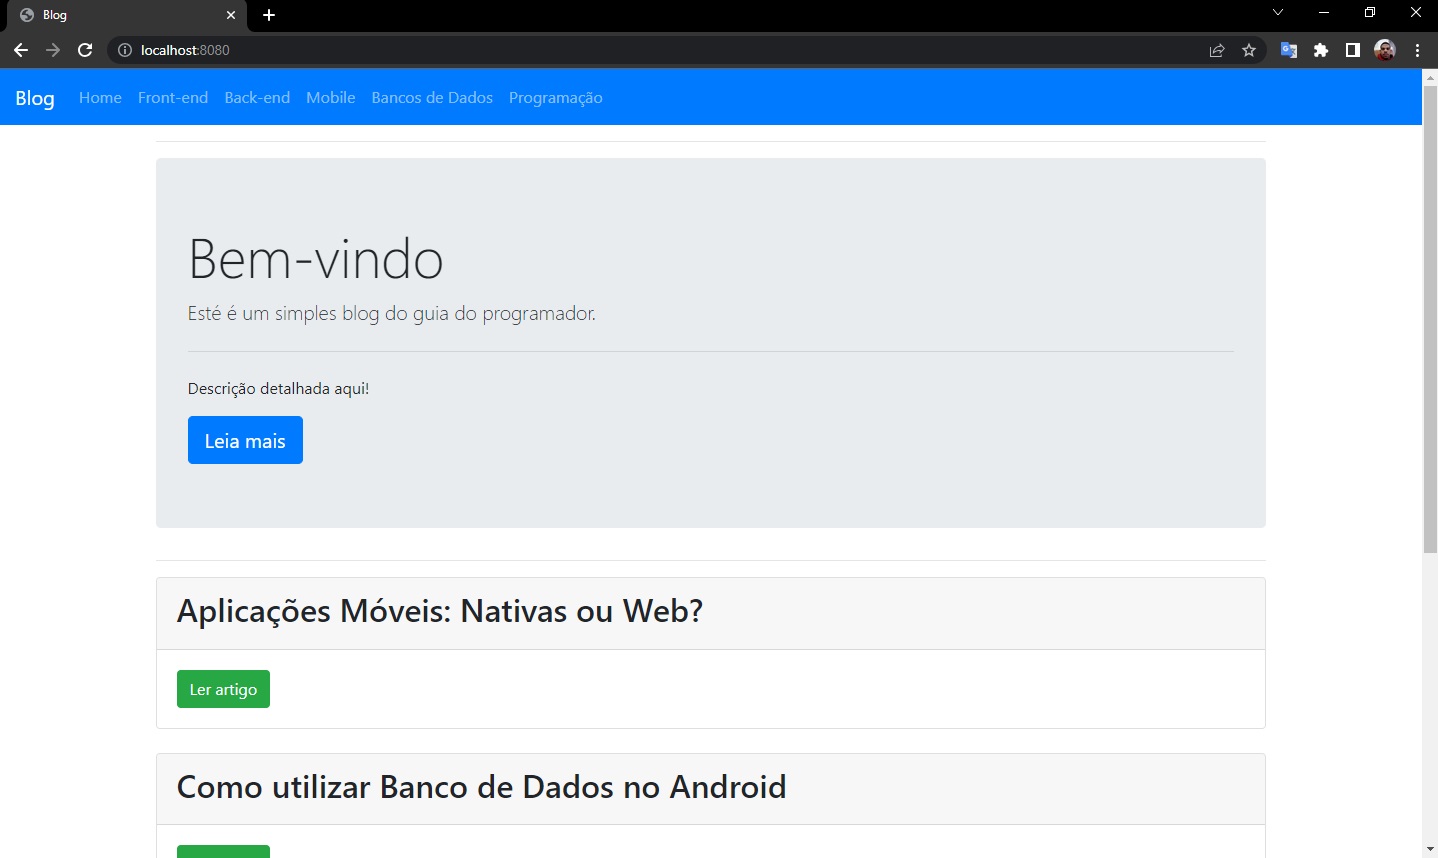 Blog
localhost:8080
Blog Home Front-end Back-end Mobile Bancos de Dados Programação
Bem-vindo
Esté é um simples blog do guia do programador.
Descrição detalhada aqui!
Leia mais
Aplicações Móveis: Nativas ou Web?
Ler artigo
Como utilizar Banco de Dados no Android